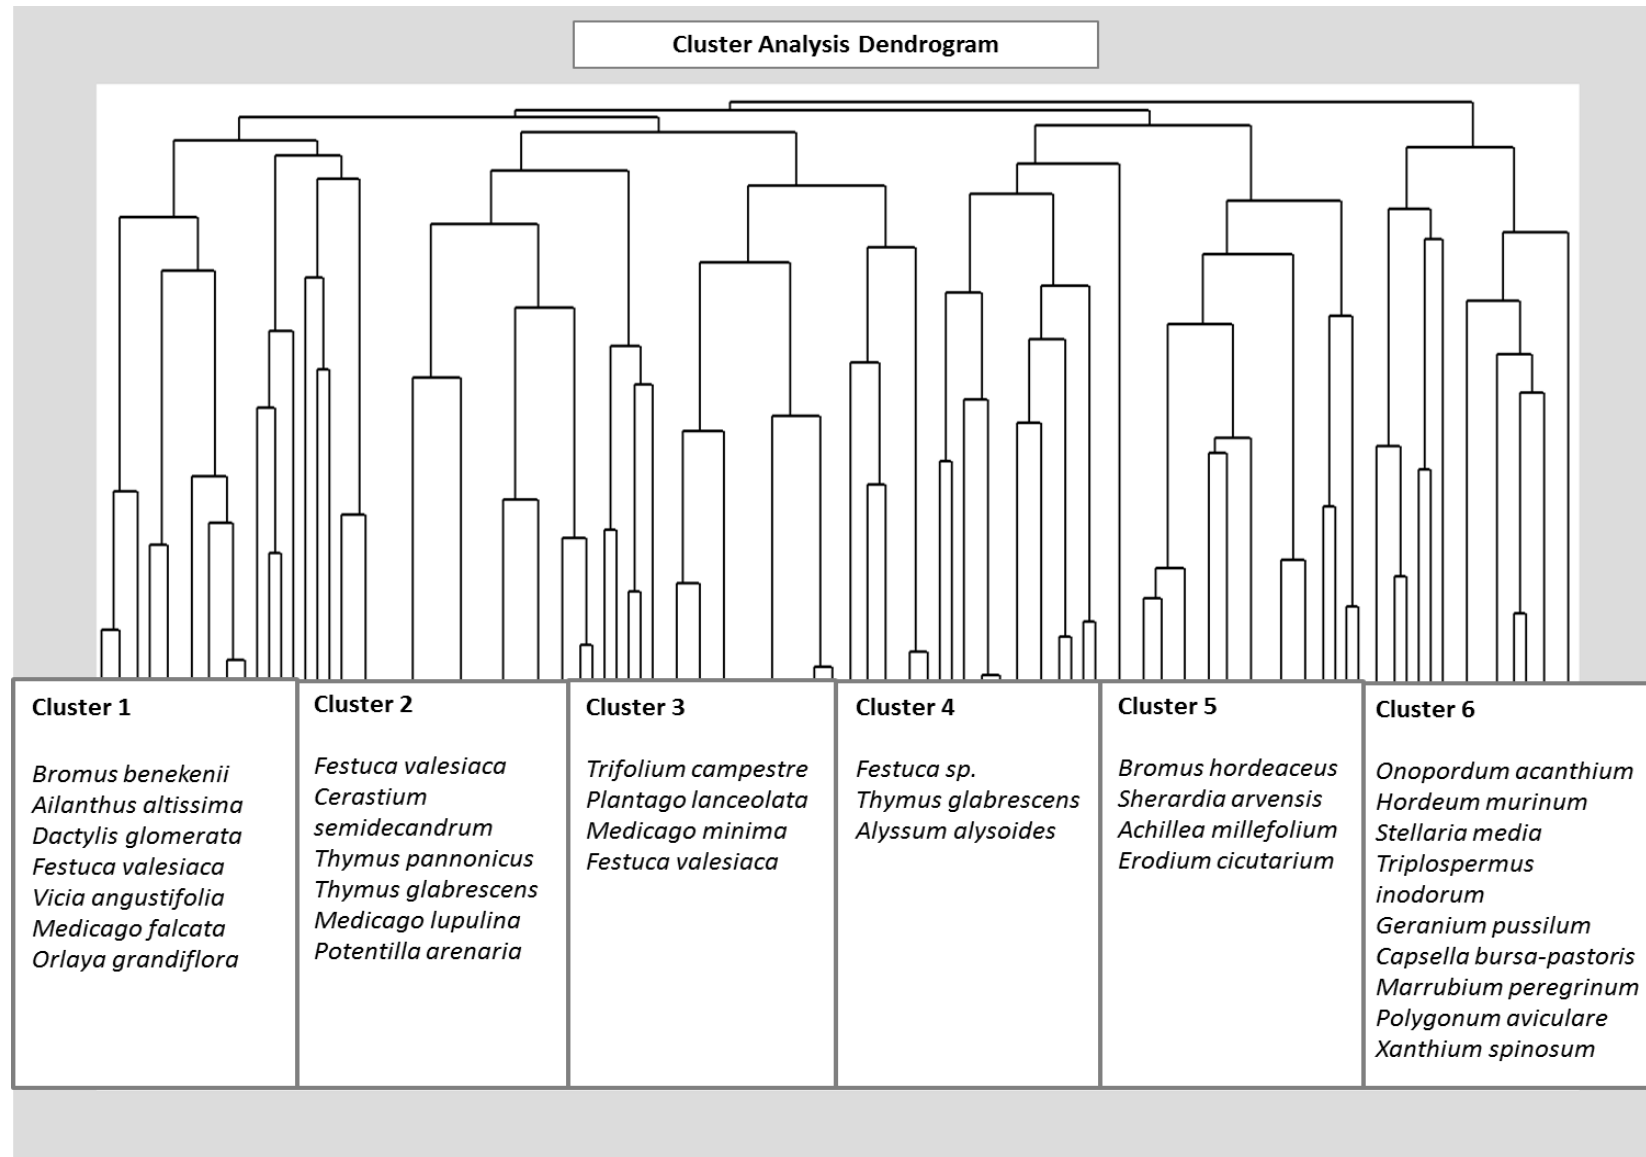 Cluster Analysis Dendrogram
Cluster 1
Bromus benekenii
Ailanthus altissima
Dactylis glomerata
Festuca valesiaca
Vicia angustifolia
Medicago falcata
Orlaya grandiflora
Cluster 2
Festuca valesiaca
Cerastium
semidecandrum
Thymus pannonicus
Thymus glabrescens
Medicago lupulina
Potentilla arenaria
Cluster 3
Trifolium campestre
Plantago lanceolata
Medicago minima
Festuca valesiaca
Cluster 4
Festuca sp.
Thymus glabrescens
Alyssum alysoides
Cluster 5
Bromus hordeaceus
Sherardia arvensis
Achillea millefolium
Erodium cicutarium
Cluster 6
Onopordum acanthium
Hordeum murinum
Stellaria media
Triplospermus
inodorum
Geranium pussilum
Capsella bursa-pastoris
Marrubium peregrinum
Polygonum aviculare
Xanthium spinosum